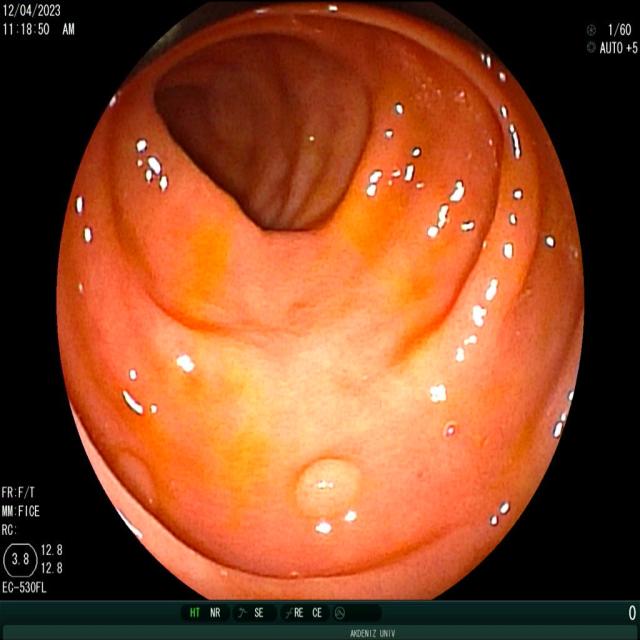 12/04/2023
11:18:50 AM
1/60
AUTO +5
FR:F/T
MM:FICE
RC:
3.8 12.8
12.8
EC-530FL
0
HT NR SE RE CE
AKDENIZ UNIV